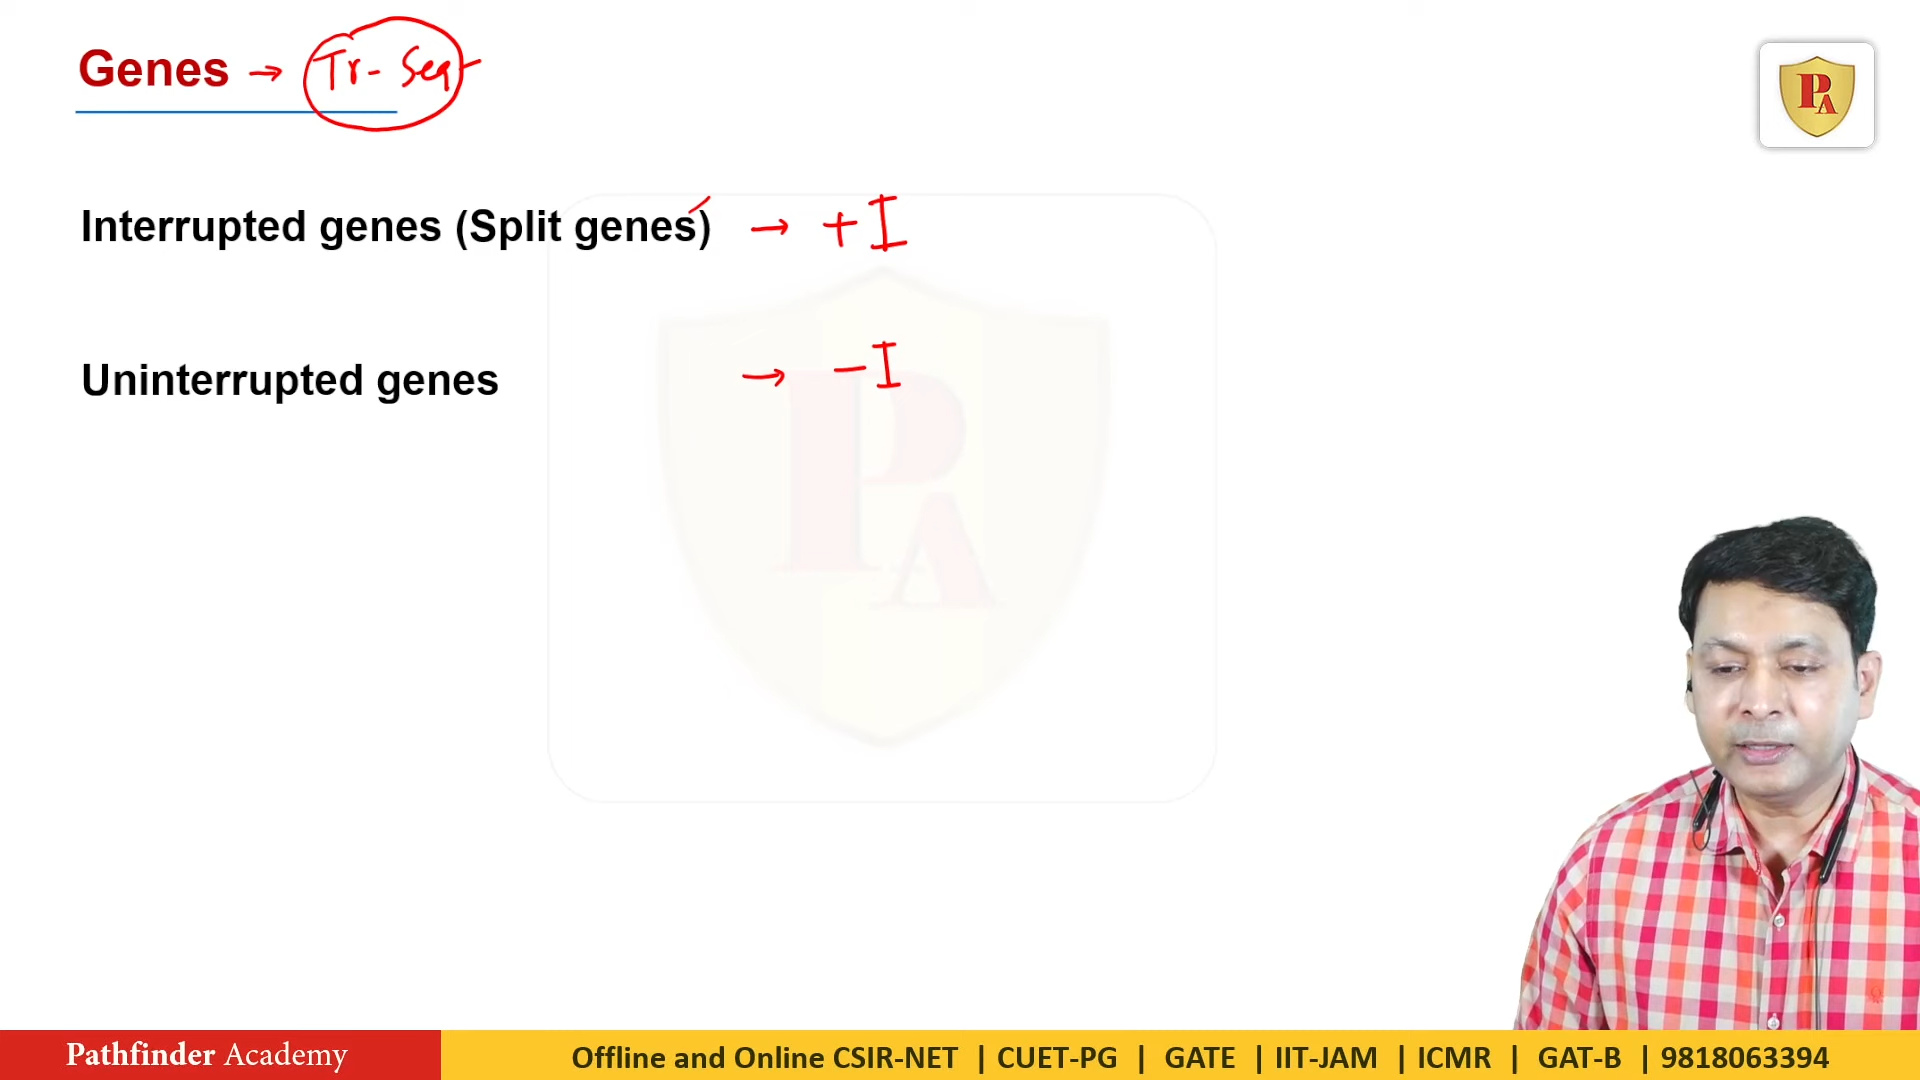 Genes → Tr- Seq
Interrupted genes (Split genes) → + I
Uninterrupted genes → - I
PA
PA
Pathfinder Academy
Offline and Online CSIR-NET | CUET-PG | GATE | IIT-JAM | ICMR | GAT-B | 9818063394